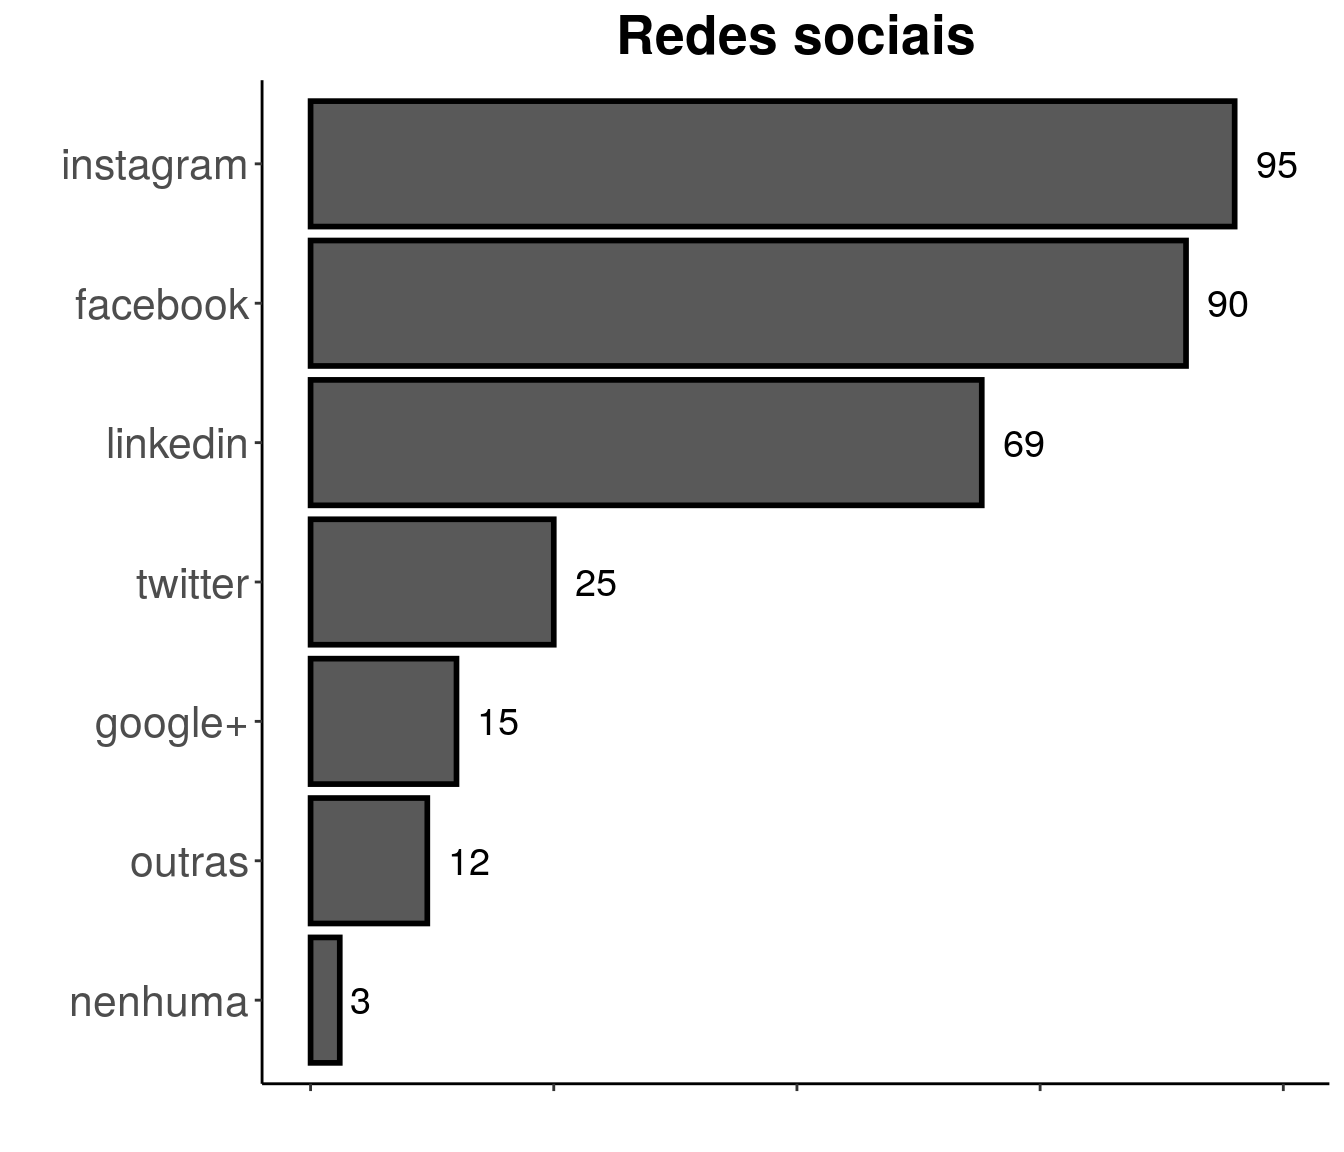 Redes sociais
instagram 95
facebook 90
linkedin 69
twitter 25
google+ 15
outras 12
nenhuma 3